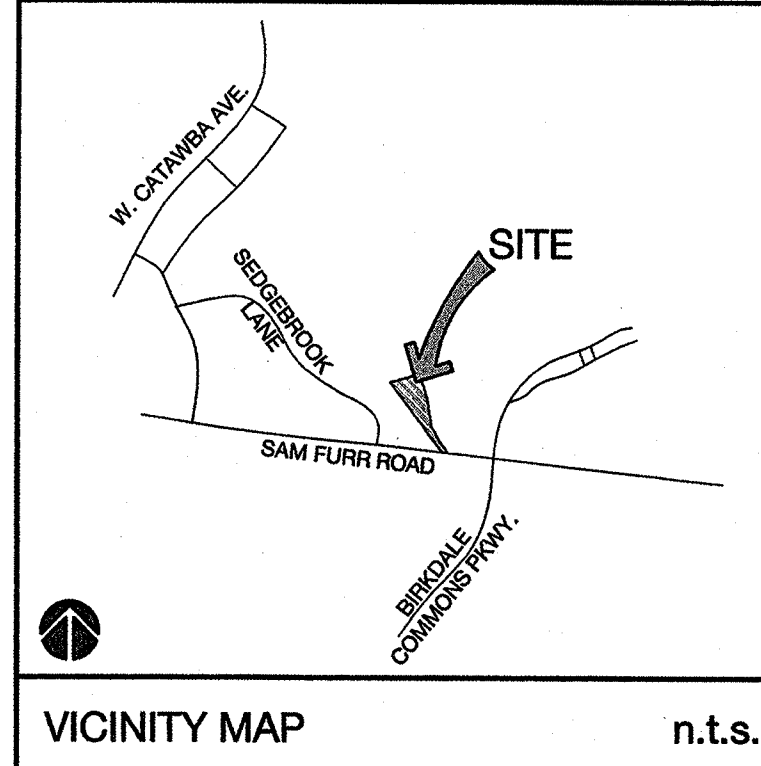 W. CATAWBA AVE.
SEDGEBROOK
LANE
SITE
SAM FURR ROAD
BIRKDALE
COMMONS PKWY.
VICINITY MAP n.t.s.